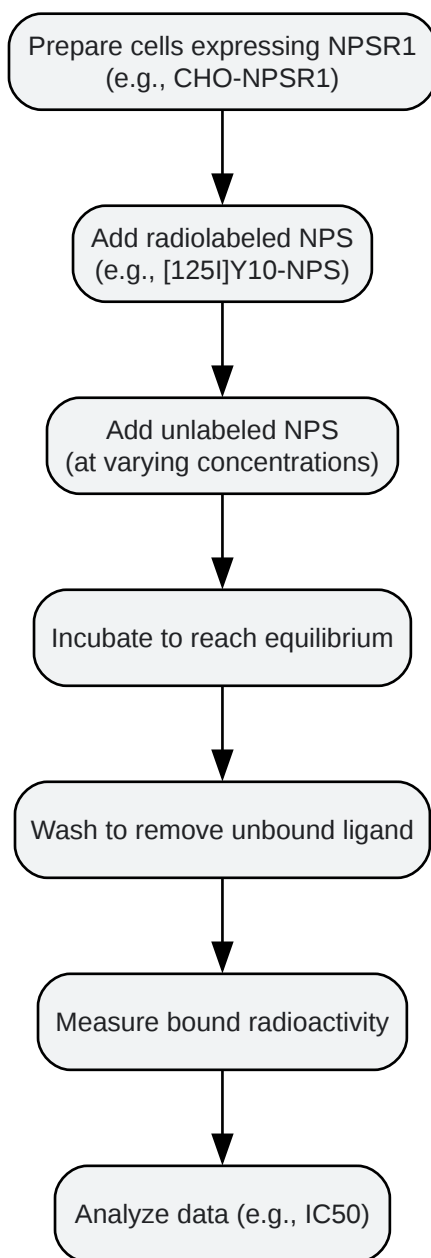 Prepare cells expressing NPSR1
(e.g., CHO-NPSR1)
Add radiolabeled NPS
(e.g., [125I]Y10-NPS)
Add unlabeled NPS
(at varying concentrations)
Incubate to reach equilibrium
Wash to remove unbound ligand
Measure bound radioactivity
Analyze data (e.g., IC50)